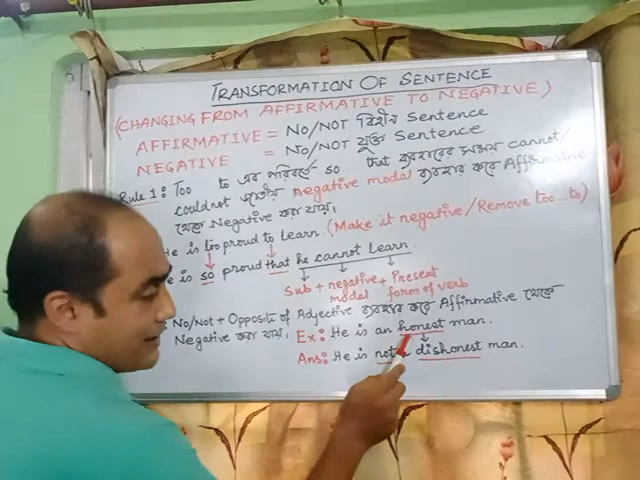 TRANSFORMATION OF SENTENCE
(CHANGING FROM AFFIRMATIVE TO NEGATIVE)
AFFIRMATIVE = NO/NOT বিহীন Sentence
NEGATIVE = NO/NOT যুক্ত Sentence
Rule 1: Too to এর পরিবর্তে so that ব্যবহারের সময় cannot/
couldnot জাতীয় negative modal ব্যবহার করে Affirmative
থেকে Negative করা যায়।
He is too proud to Learn. (Make it negative/Remove too...to)
He is so proud that he cannot Learn.
Sub + negative modal + Present form of verb
No/Not + Opposite of Adjective ব্যবহার করে Affirmative থেকে
Negative করা যায়। Ex: He is an honest man.
Ans: He is not dishonest man.